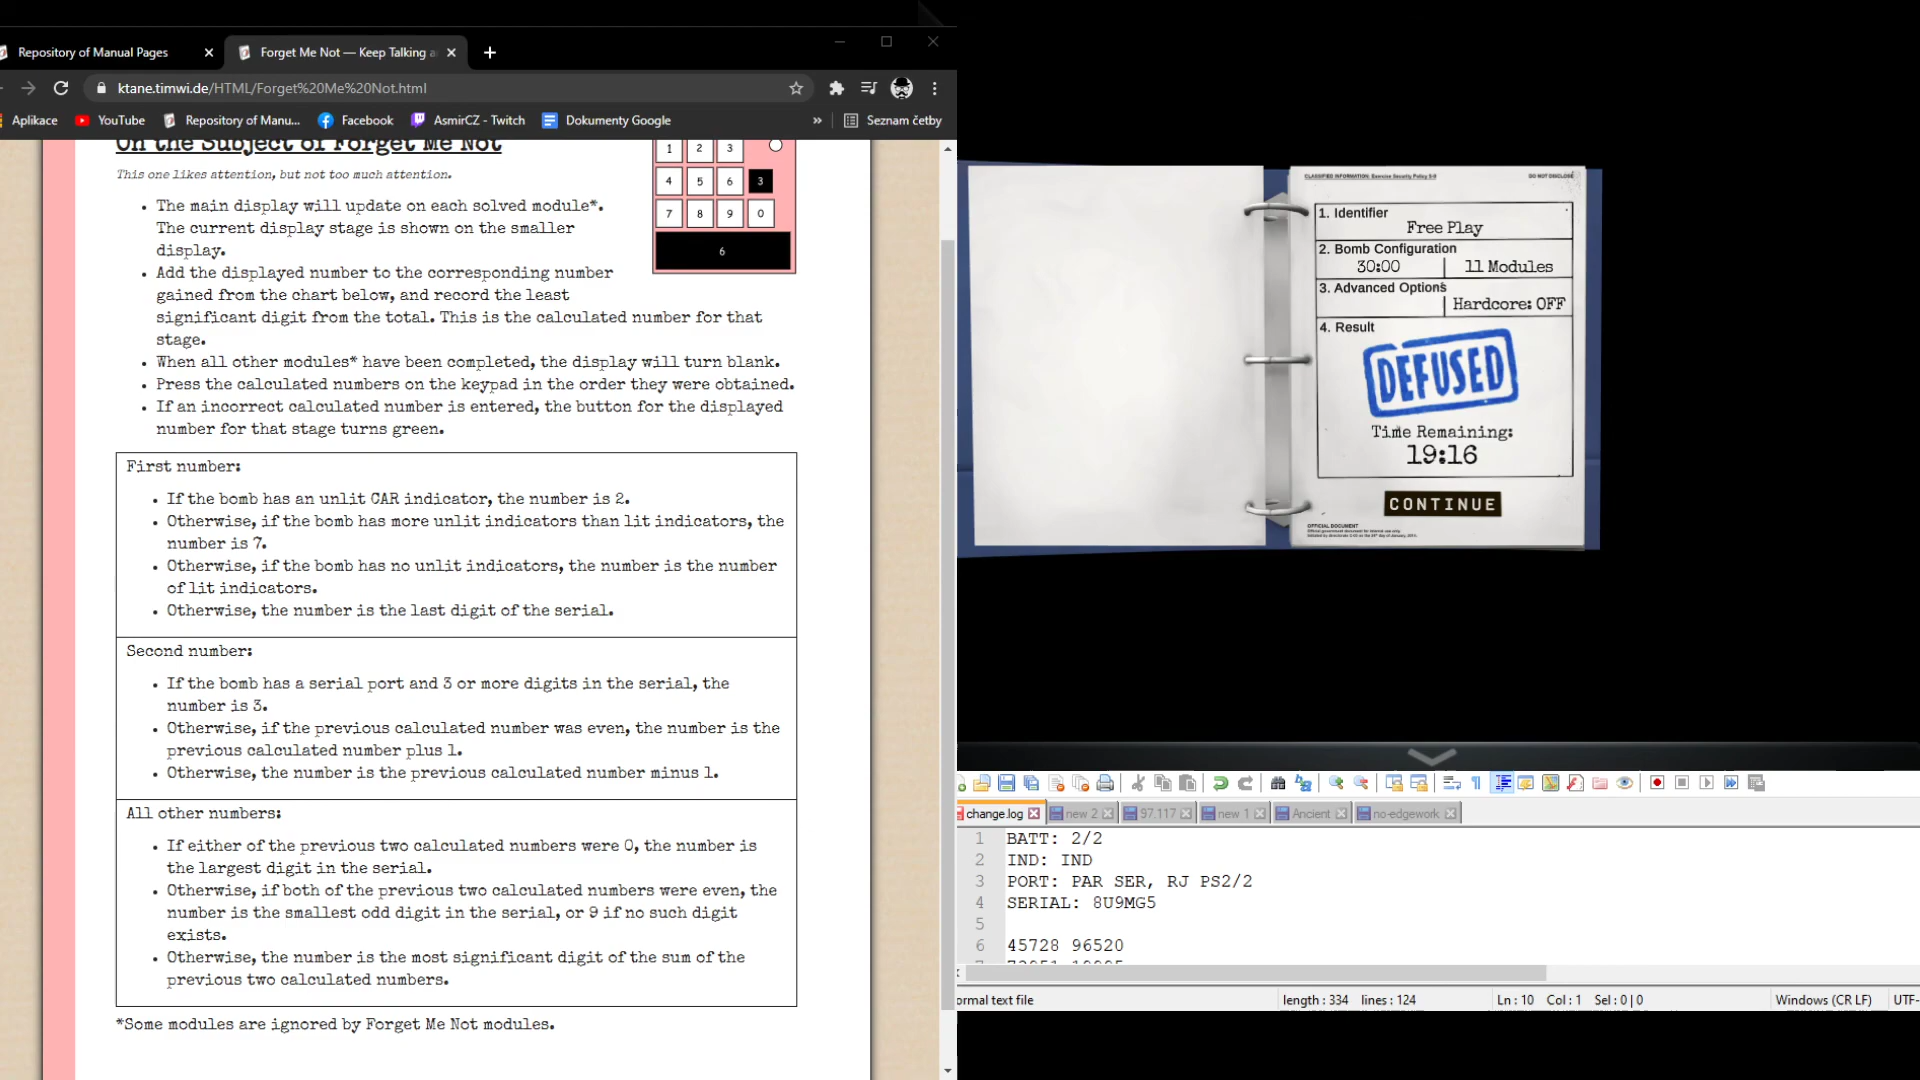 Repository of Manual Pages
Forget Me Not — Keep Talking a
ktane.timwi.de/HTML/Forget%20Me%20Not.html
Aplikace
YouTube
Repository of Manu...
Facebook
AsmirCZ - Twitch
Dokumenty Google
»
Seznam četby
On the Subject of Forget Me Not
This one likes attention, but not too much attention.
• The main display will update on each solved module*.
The current display stage is shown on the smaller
display.
• Add the displayed number to the corresponding number
gained from the chart below, and record the least
significant digit from the total. This is the calculated number for that
stage.
• When all other modules* have been completed, the display will turn blank.
• Press the calculated numbers on the keypad in the order they were obtained.
• If an incorrect calculated number is entered, the button for the displayed
number for that stage turns green.
1 2 3
4 5 6 3
7 8 9 0
6
First number:
• If the bomb has an unlit CAR indicator, the number is 2.
• Otherwise, if the bomb has more unlit indicators than lit indicators, the
number is 7.
• Otherwise, if the bomb has no unlit indicators, the number is the number
of lit indicators.
• Otherwise, the number is the last digit of the serial.
Second number:
• If the bomb has a serial port and 3 or more digits in the serial, the
number is 3.
• Otherwise, if the previous calculated number was even, the number is the
previous calculated number plus 1.
• Otherwise, the number is the previous calculated number minus 1.
All other numbers:
• If either of the previous two calculated numbers were 0, the number is
the largest digit in the serial.
• Otherwise, if both of the previous two calculated numbers were even, the
number is the smallest odd digit in the serial, or 9 if no such digit
exists.
• Otherwise, the number is the most significant digit of the sum of the
previous two calculated numbers.
*Some modules are ignored by Forget Me Not modules.
CLASSIFIED INFORMATION:
DO NOT DISCLOSE
1. Identifier
Free Play
2. Bomb Configuration
30:00
11 Modules
3. Advanced Options
Hardcore: OFF
4. Result
DEFUSED
Time Remaining:
19:16
CONTINUE
OFFICIAL DOCUMENT
change.log
new 2
97.117
new 1
Ancient
no-edgework
1 BATT: 2/2
2 IND: IND
3 PORT: PAR SER, RJ PS2/2
4 SERIAL: 8U9MG5
5
6 45728 96520
ormal text file
length : 334 lines : 124
Ln : 10 Col : 1 Sel : 0 | 0
Windows (CR LF)
UTF-